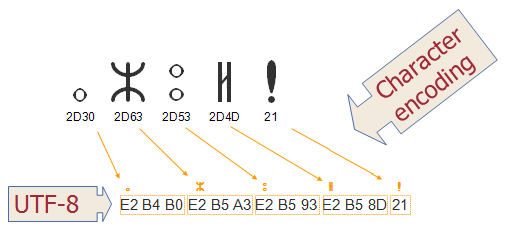 ⴰ ⵣ ⵓ ⵍ !
2D30 2D63 2D53 2D4D 21
Character
encoding
ⴰ ⵣ ⵓ ⵍ !
UTF-8
E2 B4 B0 E2 B5 A3 E2 B5 93 E2 B5 8D 21